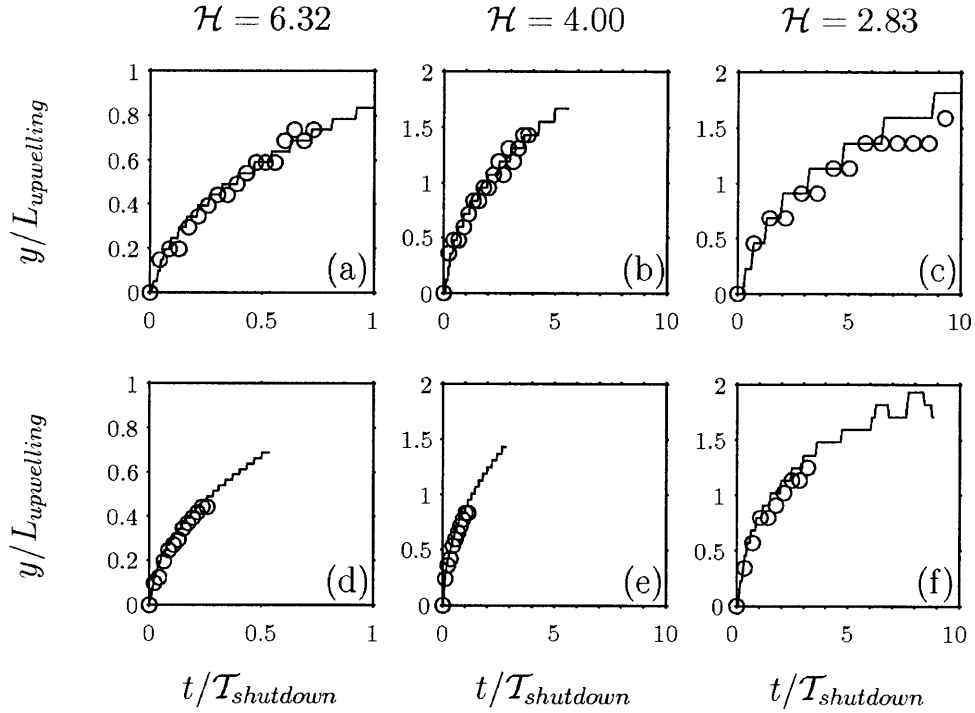 𝓗 = 6.32 𝓗 = 4.00 𝓗 = 2.83
y/L_upwelling
1
0.8
0.6
0.4
0.2
0
0 0.5 1
(a)
2
1.5
1
0.5
0
0 5 10
(b)
2
1.5
1
0.5
0
0 5 10
(c)
y/L_upwelling
1
0.8
0.6
0.4
0.2
0
0 0.5 1
(d)
2
1.5
1
0.5
0
0 5 10
(e)
2
1.5
1
0.5
0
0 5 10
(f)
t/𝓣_shutdown t/𝓣_shutdown t/𝓣_shutdown